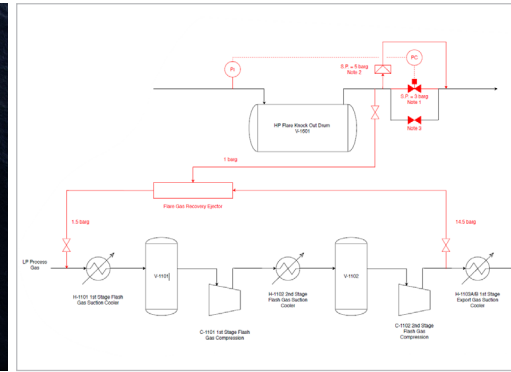 S.P. = 5 barg
Note 2
PC
PI
S.P. = 3 barg
Note 1
Note 3
HP Flare Knock Out Drum
V-1601
1 barg
Flare Gas Recovery Ejector
1.5 barg
14.5 barg
LP Process
Gas
V-1101
V-1102
H-1101 1st Stage Flash
Gas Suction Cooler
H-1102 2nd Stage
Flash Gas Suction
Cooler
H-1103A/B 1st Stage
Export Gas Suction
Cooler
C-1101 1st Stage Flash
Gas Compression
C-1102 2nd Stage
Flash Gas
Compression